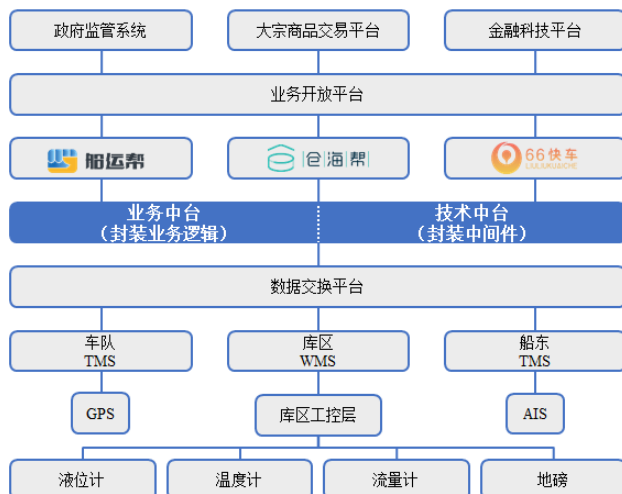 政府监管系统
大宗商品交易平台
金融科技平台
业务开放平台
船运帮
仓海帮
66快车
LIULIUKUAICHE
业务中台
（封装业务逻辑）
技术中台
（封装中间件）
数据交换平台
车队
TMS
库区
WMS
船东
TMS
GPS
库区工控层
AIS
液位计
温度计
流量计
地磅